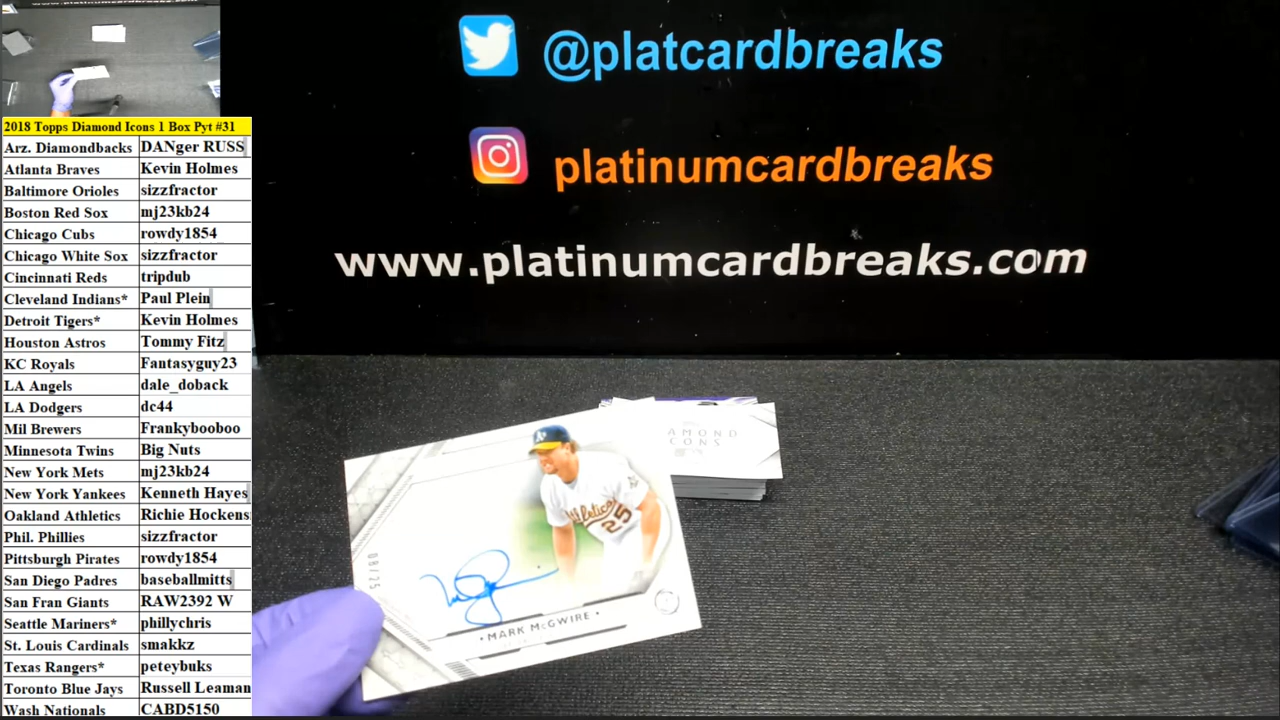 @platcardbreaks
platinumcardbreaks
www.platinumcardbreaks.com
2018 Topps Diamond Icons 1 Box Pyt #31
Arz. Diamondbacks DANger RUSS
Atlanta Braves Kevin Holmes
Baltimore Orioles sizzfractor
Boston Red Sox mj23kb24
Chicago Cubs rowdy1854
Chicago White Sox sizzfractor
Cincinnati Reds tripdub
Cleveland Indians* Paul Plein
Detroit Tigers* Kevin Holmes
Houston Astros Tommy Fitz
KC Royals Fantasyguy23
LA Angels dale_doback
LA Dodgers dc44
Mil Brewers Frankybooboo
Minnesota Twins Big Nuts
New York Mets mj23kb24
New York Yankees Kenneth Hayes
Oakland Athletics Richie Hockens
Phil. Phillies sizzfractor
Pittsburgh Pirates rowdy1854
San Diego Padres baseballmitts
San Fran Giants RAW2392 W
Seattle Mariners* phillychris
St. Louis Cardinals smakkz
Texas Rangers* peteybuks
Toronto Blue Jays Russell Leaman
Wash Nationals CABD5150
AMOND
CONS
Athletics
25
08/25
• MARK McGWIRE •